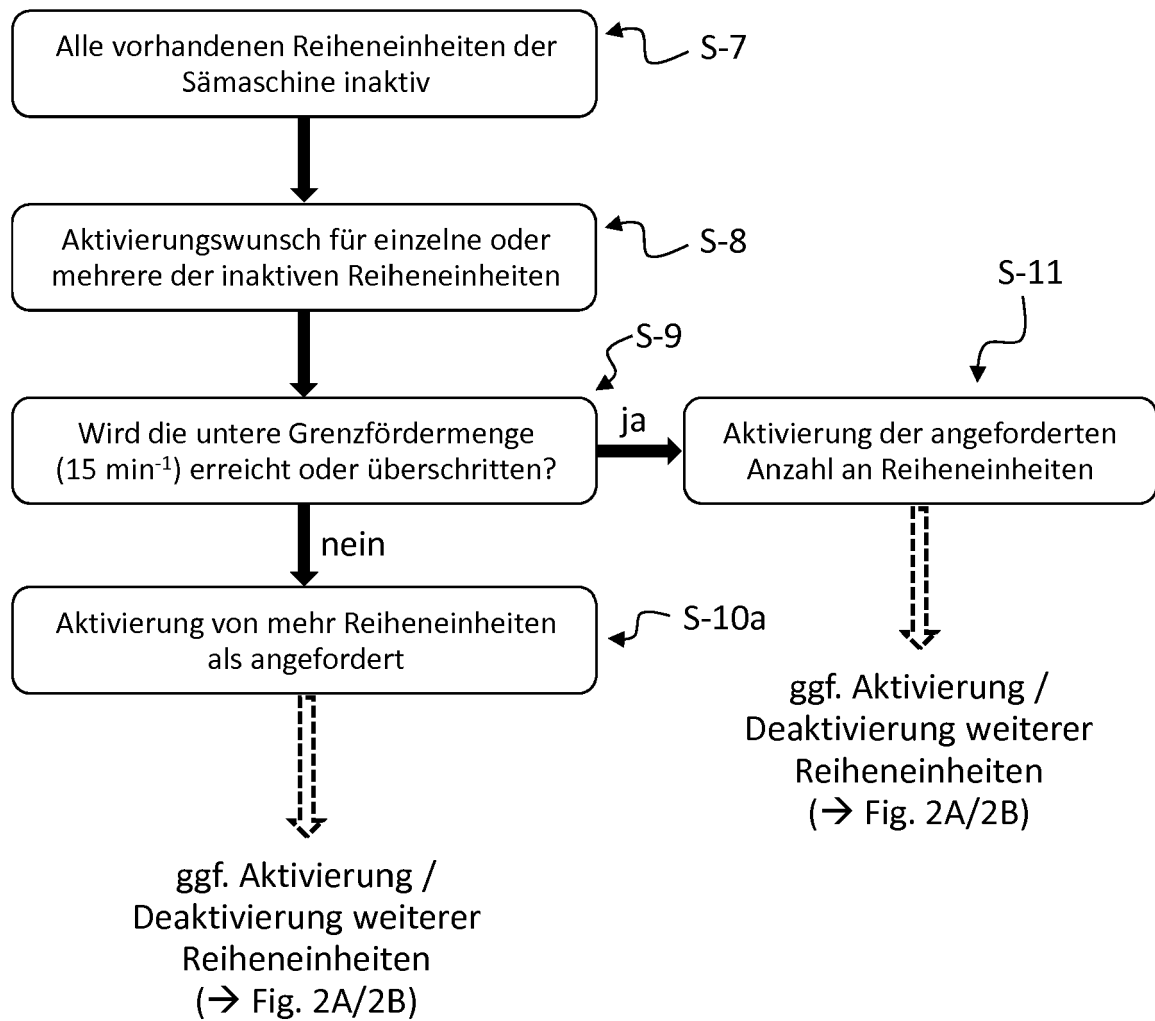 Alle vorhandenen Reiheneinheiten der
Sämaschine inaktiv
S-7
Aktivierungswunsch für einzelne oder
mehrere der inaktiven Reiheneinheiten
S-8
S-9
S-11
Wird die untere Grenzfördermenge
(15 min⁻¹) erreicht oder überschritten?
ja
Aktivierung der angeforderten
Anzahl an Reiheneinheiten
nein
Aktivierung von mehr Reiheneinheiten
als angefordert
S-10a
ggf. Aktivierung /
Deaktivierung weiterer
Reiheneinheiten
(→ Fig. 2A/2B)
ggf. Aktivierung /
Deaktivierung weiterer
Reiheneinheiten
(→ Fig. 2A/2B)